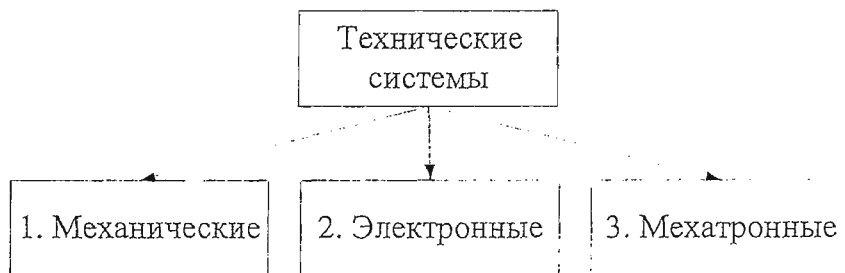 Технические
системы
1. Механические
2. Электронные
3. Мехатронные